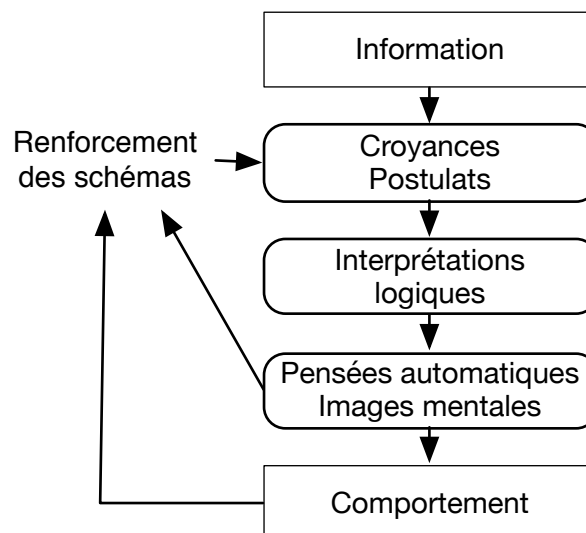 Information
Renforcement
des schémas
Croyances
Postulats
Interprétations
logiques
Pensées automatiques
Images mentales
Comportement